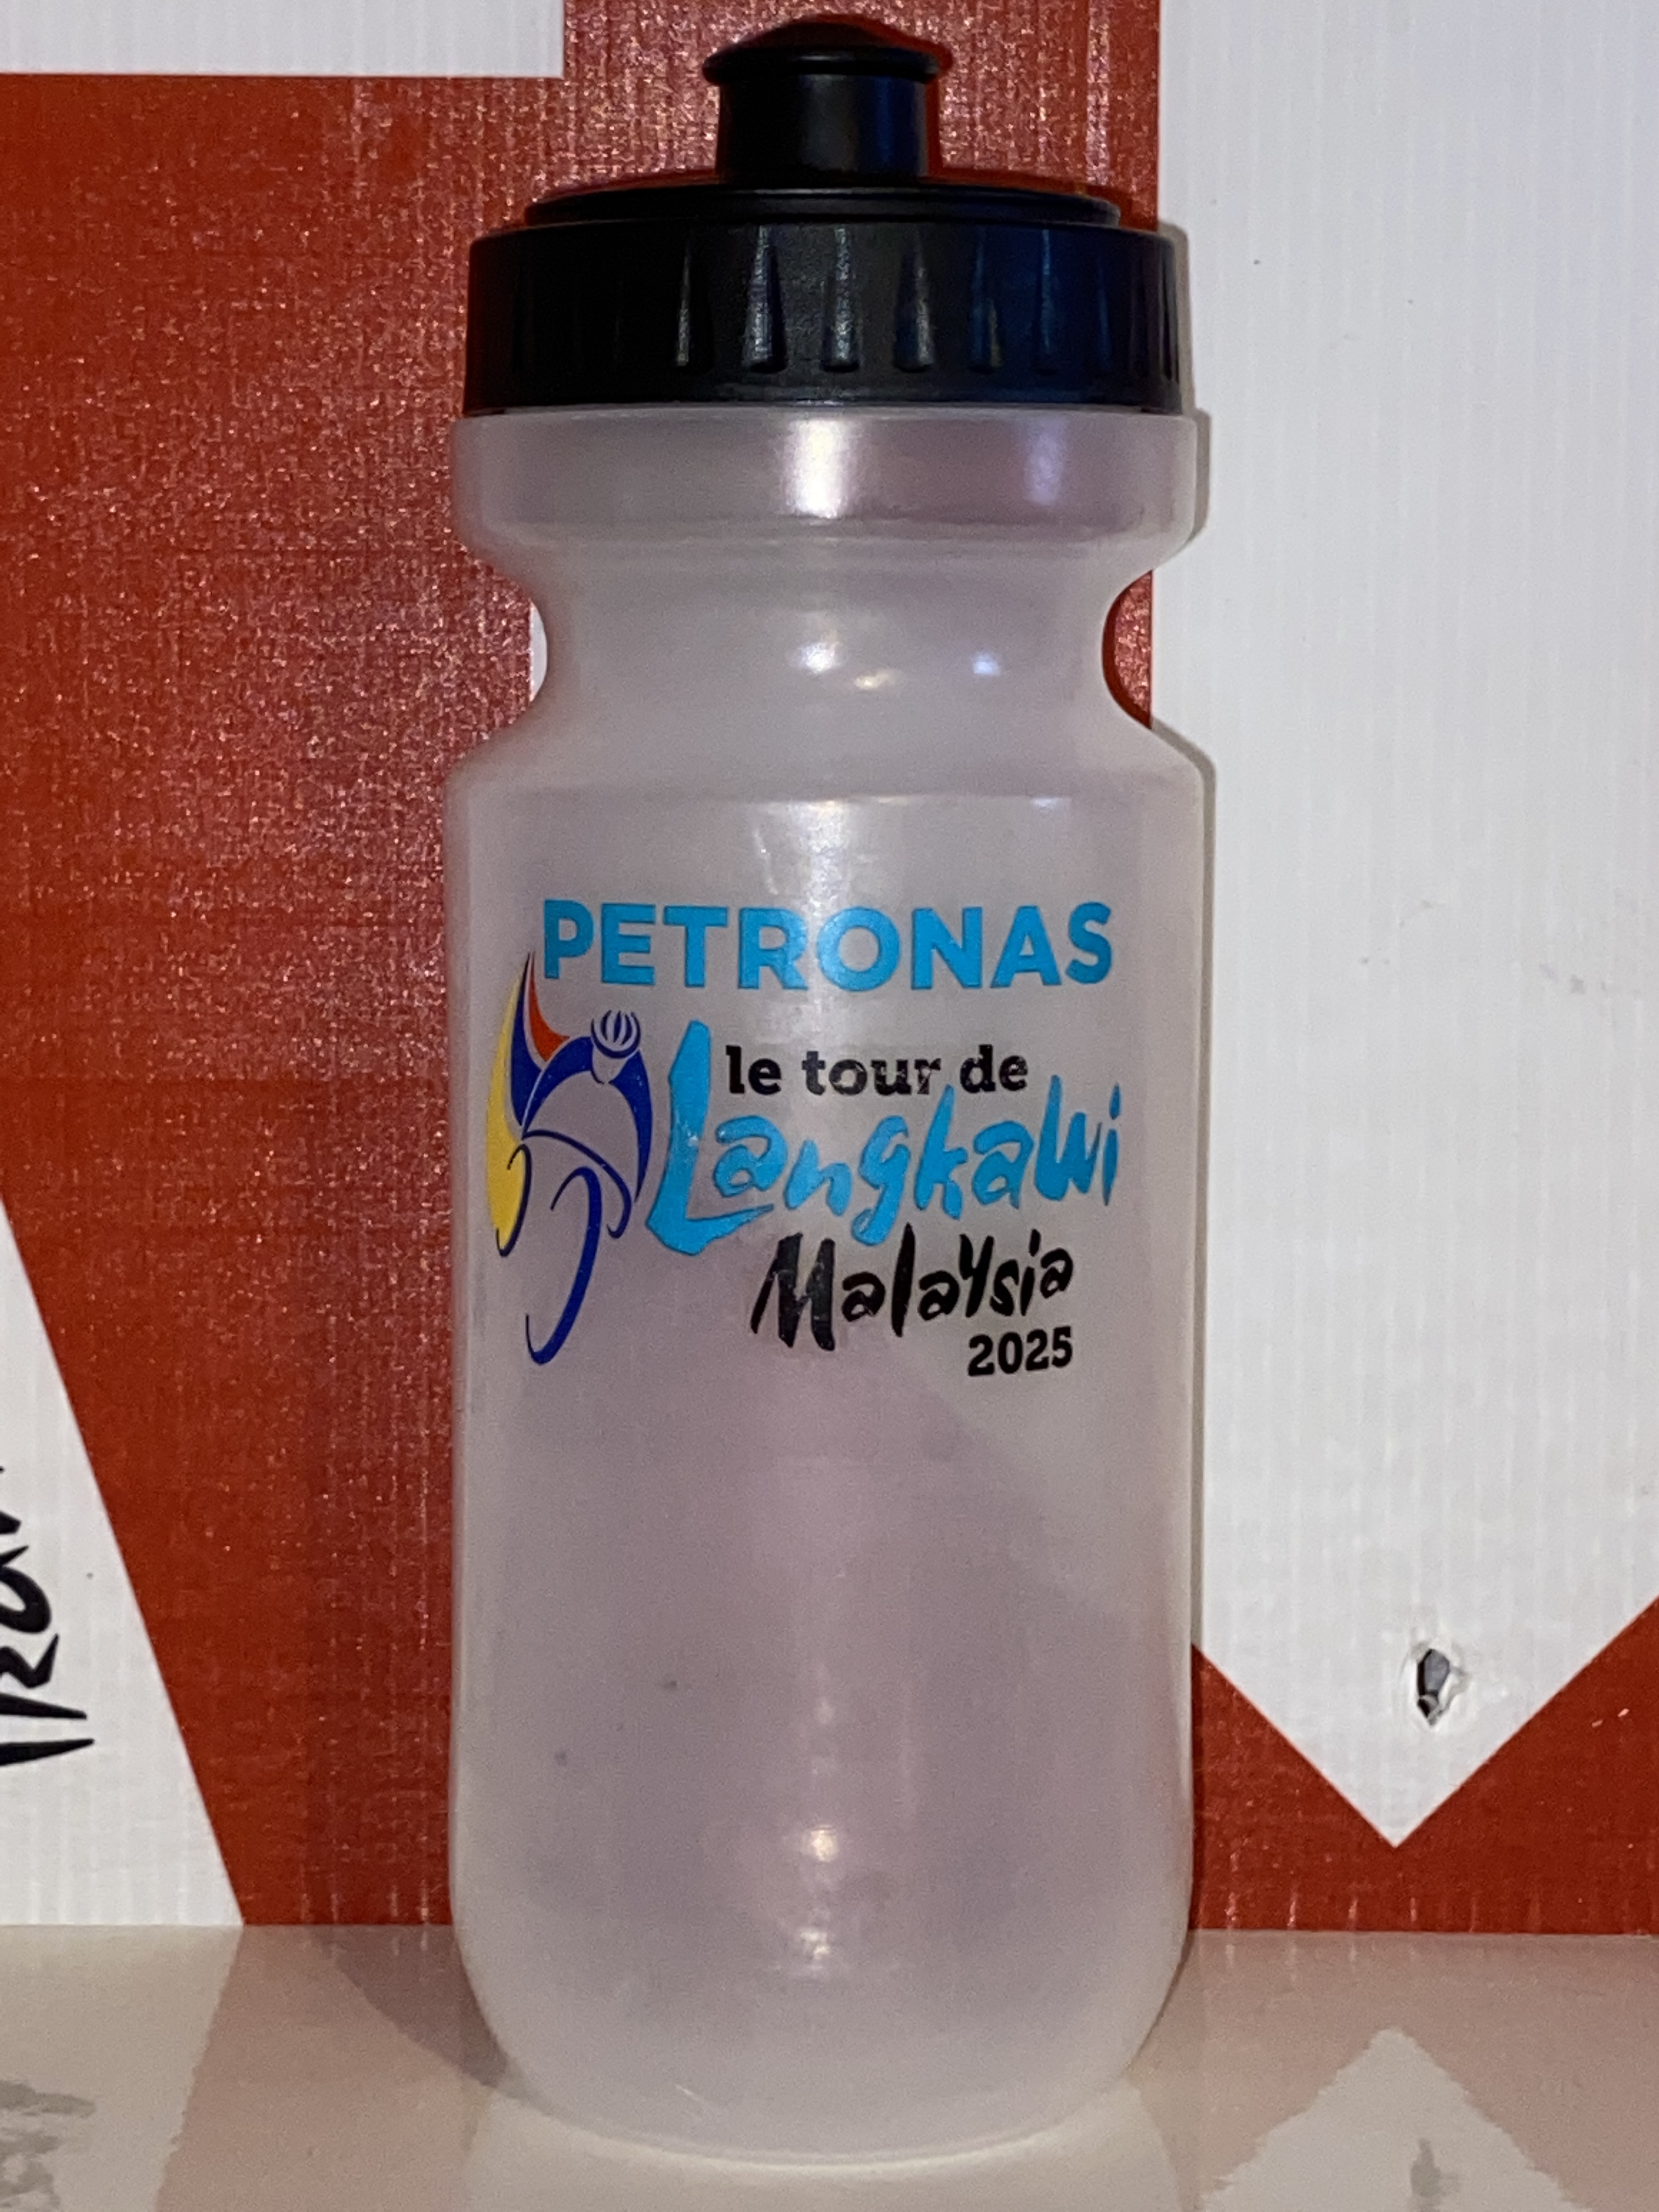 PETRONAS
le tour de
Langkawi
Malaysia
2025